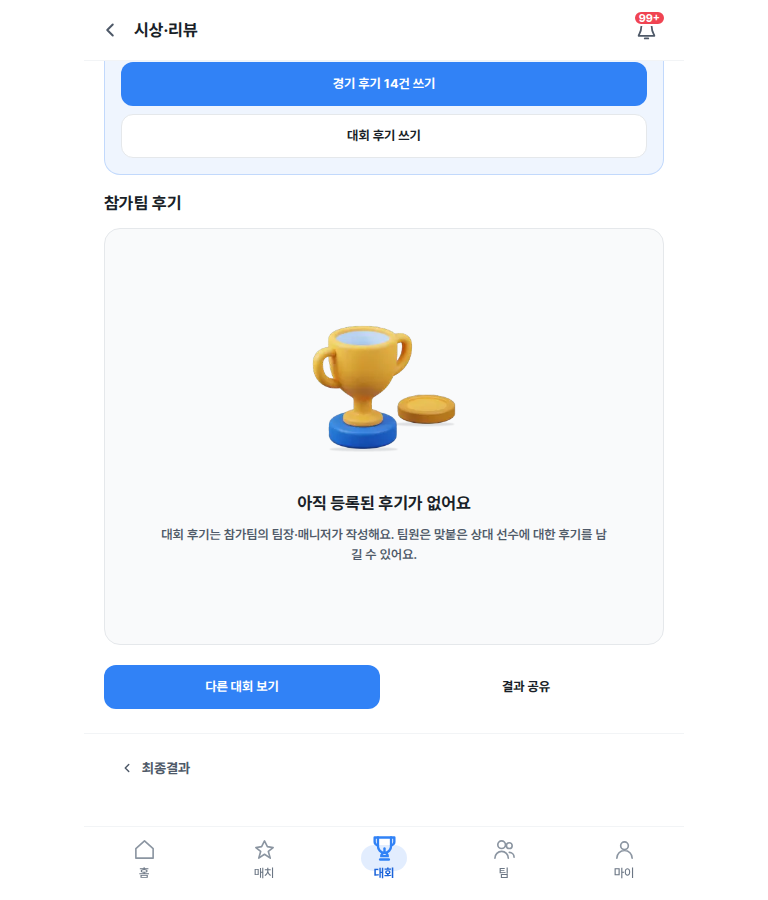 시상·리뷰
99+
경기 후기 14건 쓰기
대회 후기 쓰기
참가팀 후기
아직 등록된 후기가 없어요
대회 후기는 참가팀의 팀장·매니저가 작성해요. 팀원은 맞붙은 상대 선수에 대한 후기를 남
길 수 있어요.
다른 대회 보기
결과 공유
최종결과
홈
매치
대회
팀
마이